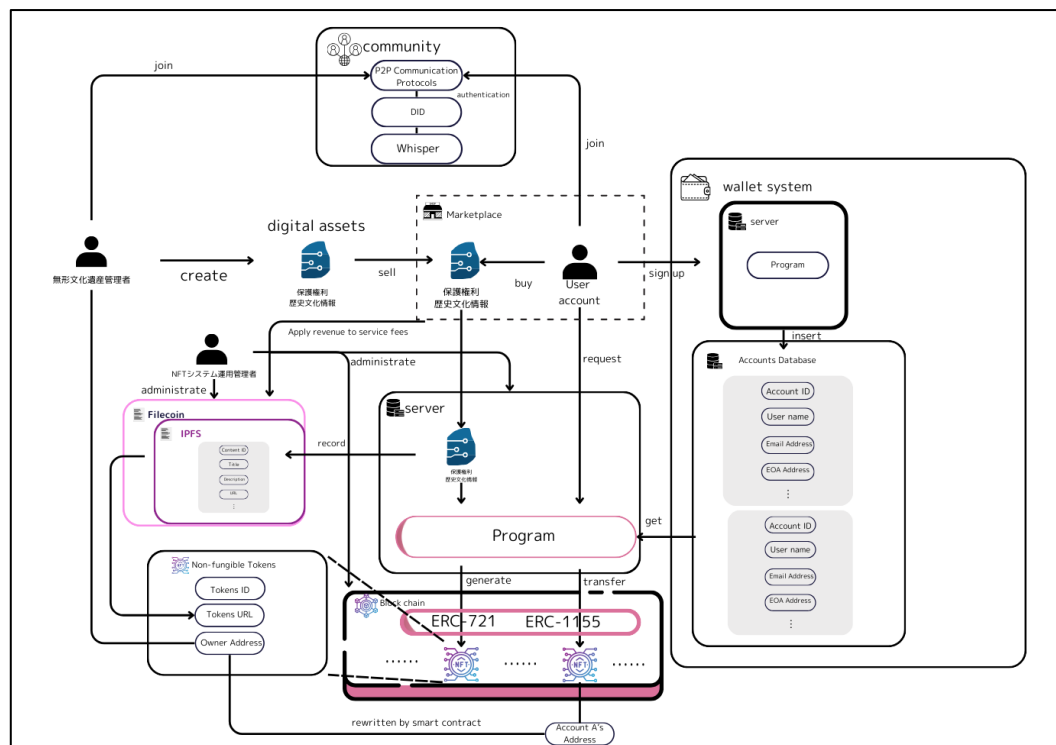 community
join
P2P Communication
Protocols
authentication
DID
Whisper
join
wallet system
server
Program
insert
Marketplace
digital assets
create
無形文化遺産管理者
保護権利
歴史文化情報
sell
保護権利
歴史文化情報
buy
User
account
sign up
Apply revenue to service fees
administrate
request
NFTシステム運用管理者
administrate
Accounts Database
Account ID
User name
Email Address
EOA Address
⋮
Account ID
User name
Email Address
EOA Address
⋮
Filecoin
IPFS
Content ID
Title
Description
URL
⋮
record
server
保護権利
歴史文化情報
Program
get
generate
transfer
Non-fungible Tokens
Tokens ID
Tokens URL
Owner Address
Block chain
ERC-721
ERC-1155
......
NFT
......
NFT
......
rewritten by smart contract
Account A's
Address